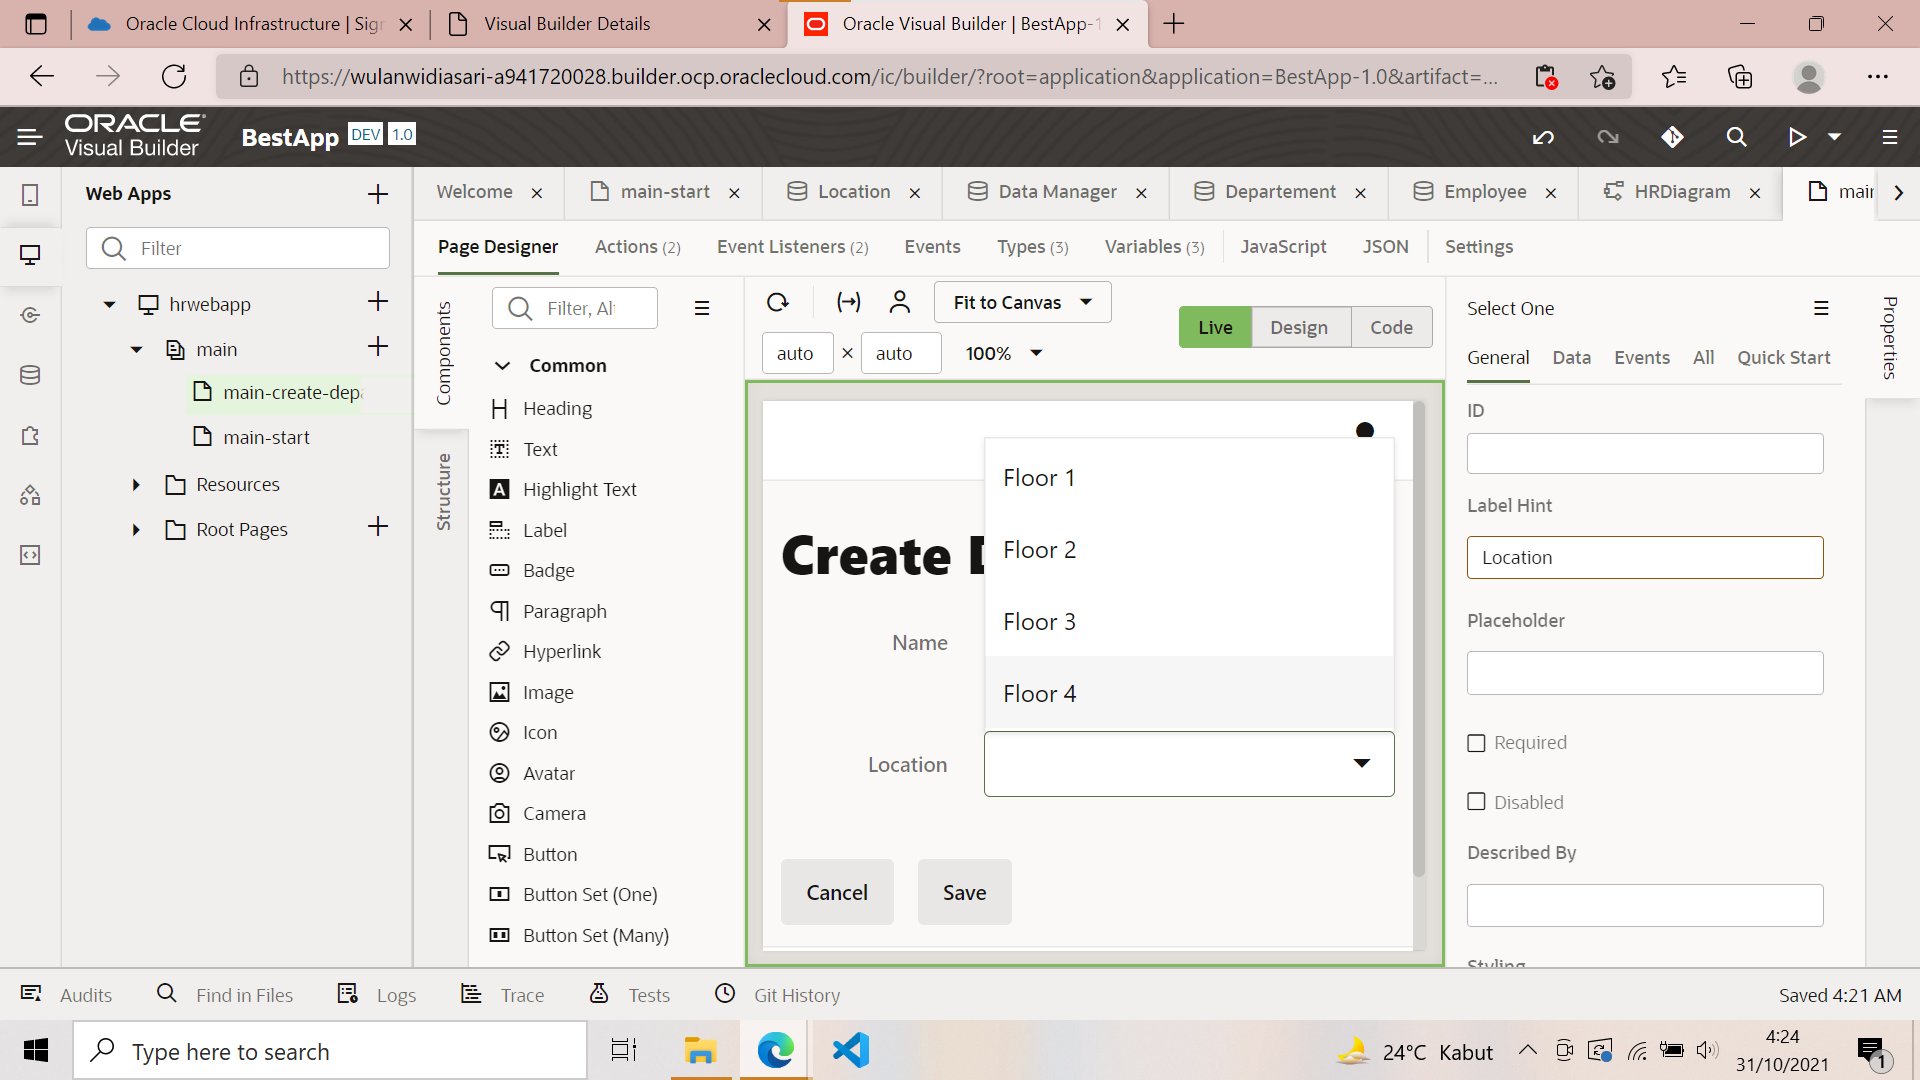 Oracle Cloud Infrastructure | Sign
Visual Builder Details
Oracle Visual Builder | BestApp-1
https://wulanwidiasari-a941720028.builder.ocp.oraclecloud.com/ic/builder/?root=application&application=BestApp-1.0&artifact=...
ORACLE
Visual Builder
BestApp DEV 1.0
Web Apps
Filter
hrwebapp
main
main-create-depa
main-start
Resources
Root Pages
Welcome
main-start
Location
Data Manager
Departement
Employee
HRDiagram
main
Page Designer
Actions (2)
Event Listeners (2)
Events
Types (3)
Variables (3)
JavaScript
JSON
Settings
Components
Structure
Filter, Al
Common
Heading
Text
Highlight Text
Label
Badge
Paragraph
Hyperlink
Image
Icon
Avatar
Camera
Button
Button Set (One)
Button Set (Many)
Fit to Canvas
auto × auto 100%
Live Design Code
Floor 1
Floor 2
Floor 3
Floor 4
Create D
Name
Location
Cancel
Save
Select One
General
Data
Events
All
Quick Start
ID
Label Hint
Location
Placeholder
Required
Disabled
Described By
Styling
Properties
Audits
Find in Files
Logs
Trace
Tests
Git History
Saved 4:21 AM
Type here to search
24°C Kabut
4:24
31/10/2021
1